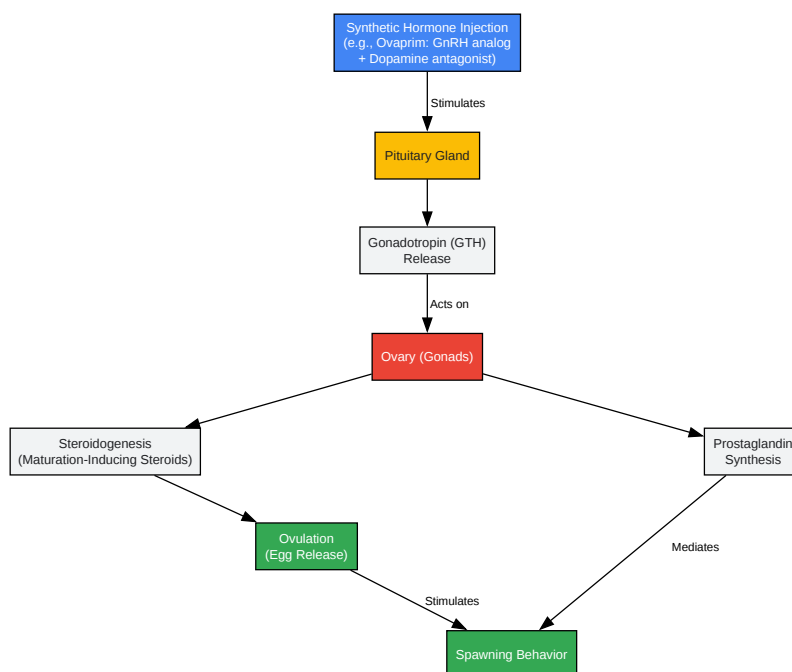 Synthetic Hormone Injection
(e.g., Ovaprim: GnRH analog
+ Dopamine antagonist)
Stimulates
Pituitary Gland
Gonadotropin (GTH)
Release
Acts on
Ovary (Gonads)
Steroidogenesis
(Maturation-Inducing Steroids)
Prostaglandin
Synthesis
Ovulation
(Egg Release)
Mediates
Stimulates
Spawning Behavior